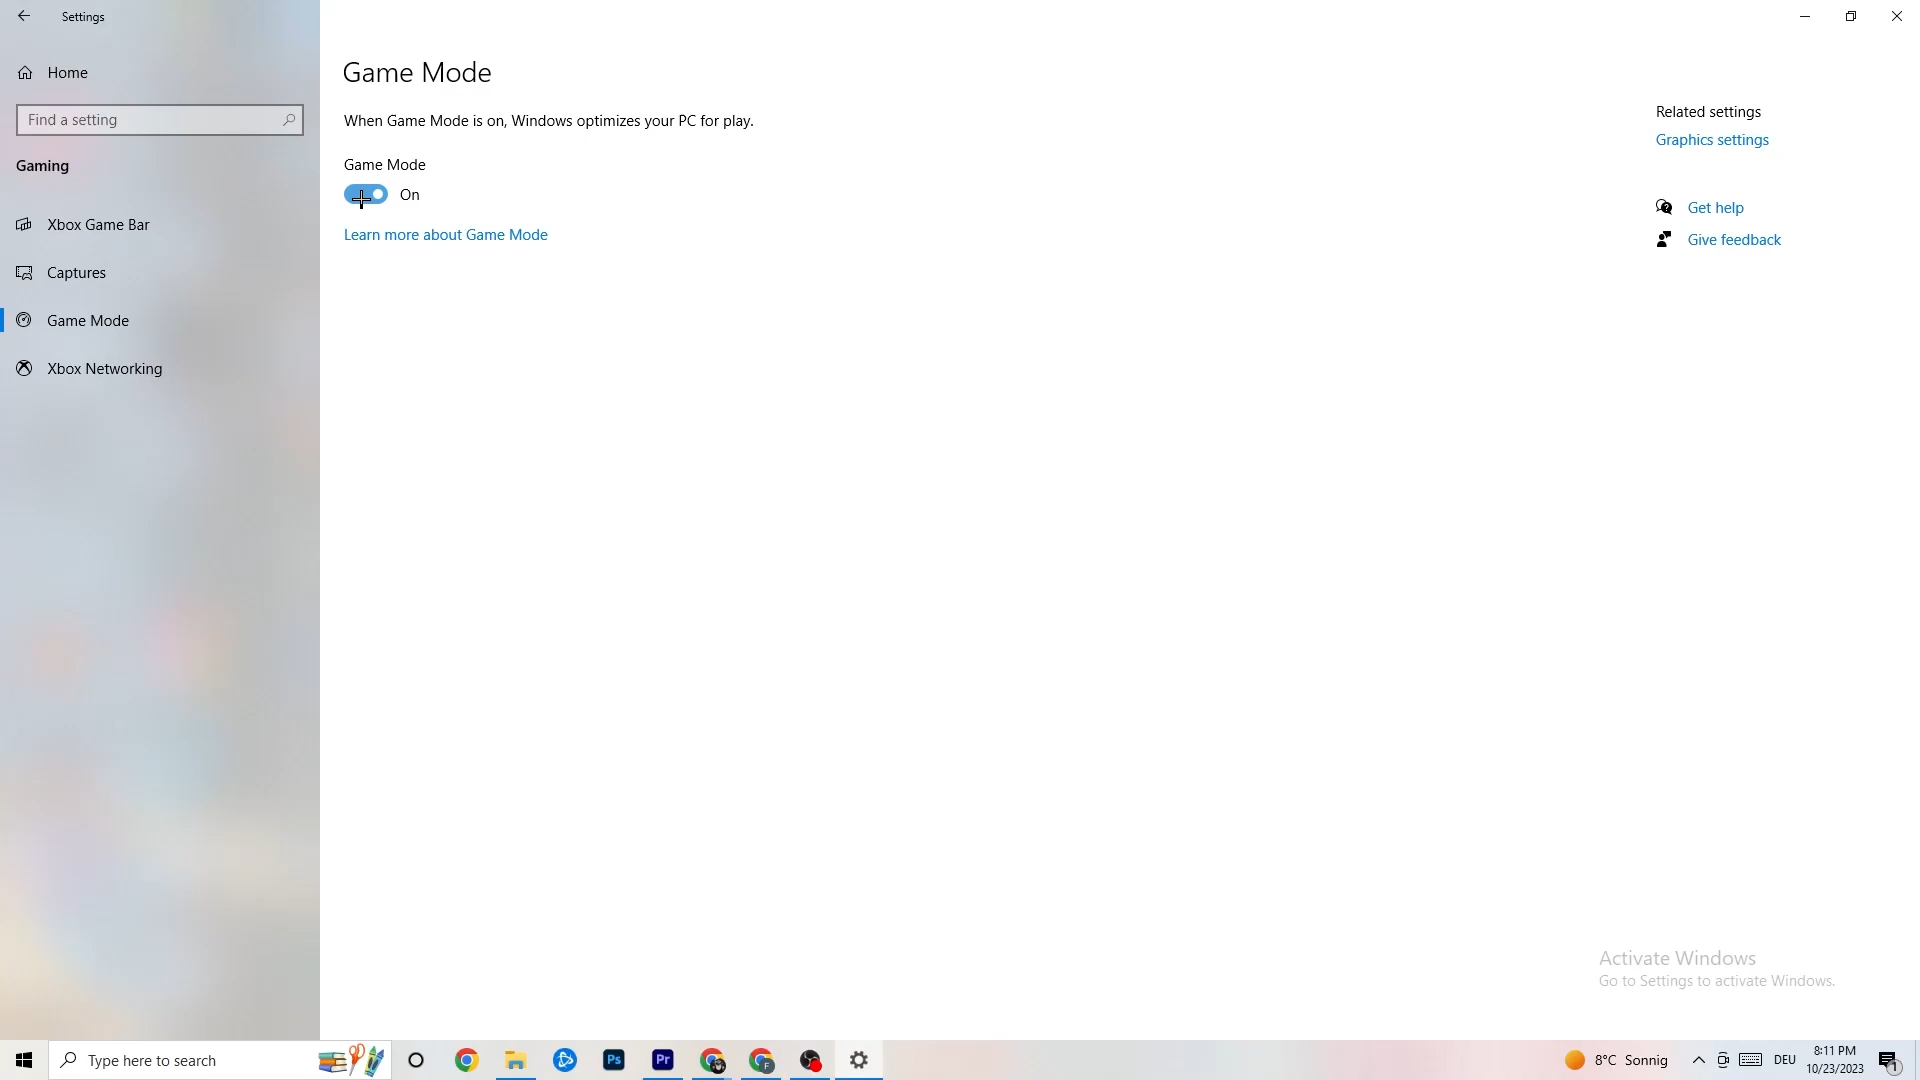 Settings
Home
Find a setting
Gaming
Xbox Game Bar
Captures
Game Mode
Xbox Networking
Game Mode
When Game Mode is on, Windows optimizes your PC for play.
Game Mode
On
Learn more about Game Mode
Related settings
Graphics settings
Get help
Give feedback
Activate Windows
Go to Settings to activate Windows.
Type here to search
Ps
Pr
F
8°C Sonnig
DEU
8:11 PM
10/23/2023
1